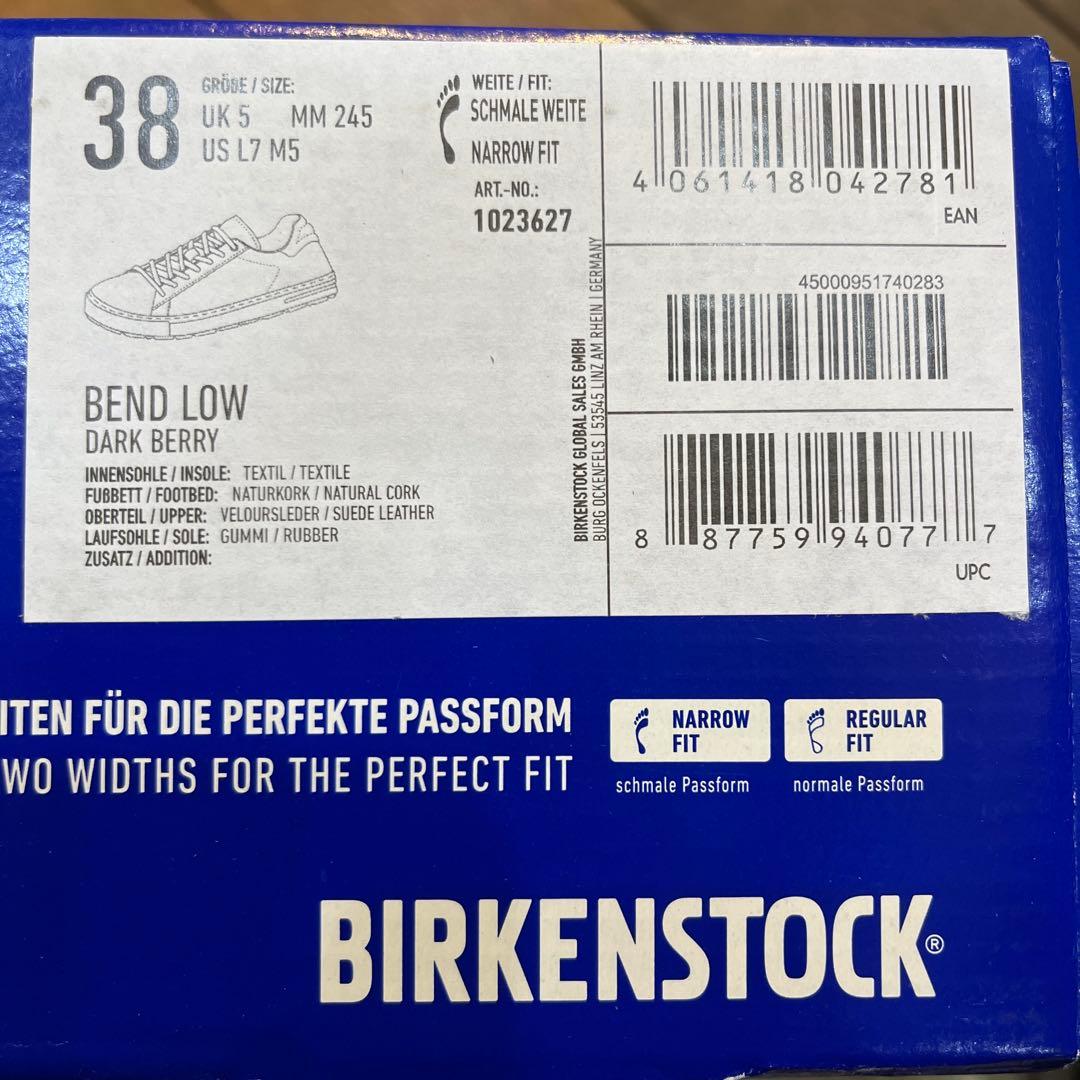 38
GRÖßE / SIZE:
UK 5 MM 245
US L7 M5
WEITE / FIT:
SCHMALE WEITE
NARROW FIT
ART.-NO.:
1023627
BEND LOW
DARK BERRY
INNENSOHLE / INSOLE: TEXTIL / TEXTILE
FUßBETT / FOOTBED: NATURKORK / NATURAL CORK
OBERTEIL / UPPER: VELOURSLEDER / SUEDE LEATHER
LAUFSOHLE / SOLE: GUMMI / RUBBER
ZUSATZ / ADDITION:
BIRKENSTOCK GLOBAL SALES GMBH
BURG OCKENFELS | 53545 LINZ AM RHEIN | GERMANY
4 061418 042781
EAN
45000951740283
8 87759 94077 7
UPC
ITEN FÜR DIE PERFEKTE PASSFORM
WO WIDTHS FOR THE PERFECT FIT
NARROW
FIT
schmale Passform
REGULAR
FIT
normale Passform
BIRKENSTOCK®